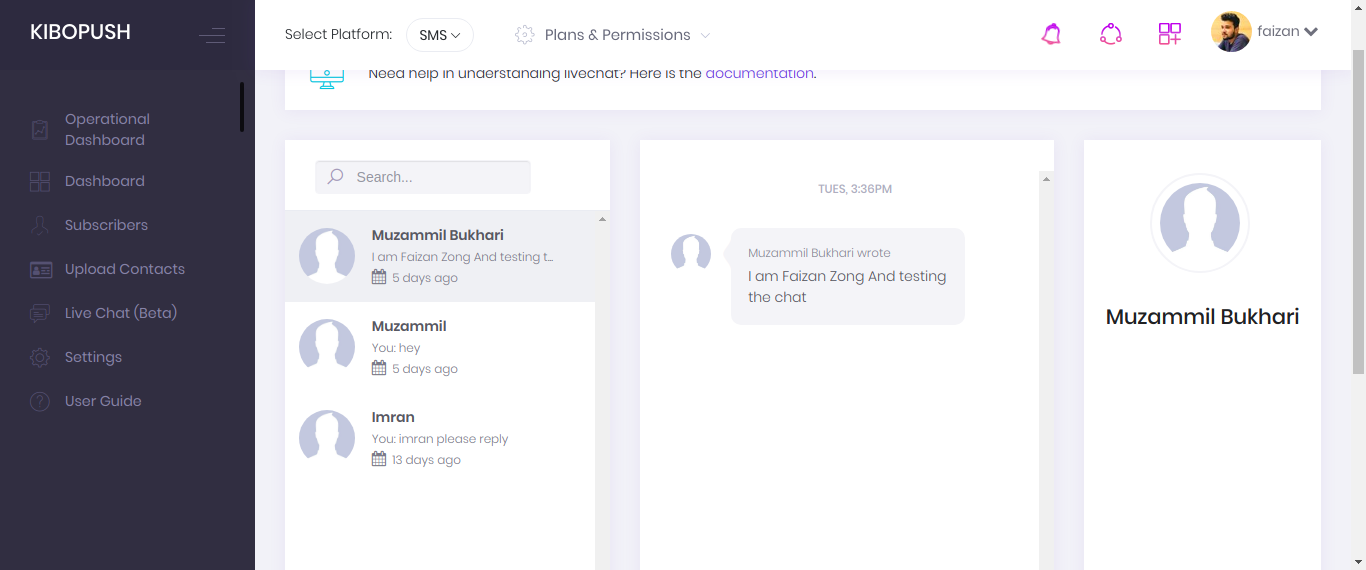 KIBOPUSH
Select Platform:
SMS
Plans & Permissions
faizan
Need help in understanding livechat? Here is the documentation.
Operational
Dashboard
Dashboard
Subscribers
Upload Contacts
Live Chat (Beta)
Settings
User Guide
Search...
Muzammil Bukhari
I am Faizan Zong And testing t...
5 days ago
Muzammil
You: hey
5 days ago
Imran
You: imran please reply
13 days ago
TUES, 3:36PM
Muzammil Bukhari wrote
I am Faizan Zong And testing
the chat
Muzammil Bukhari